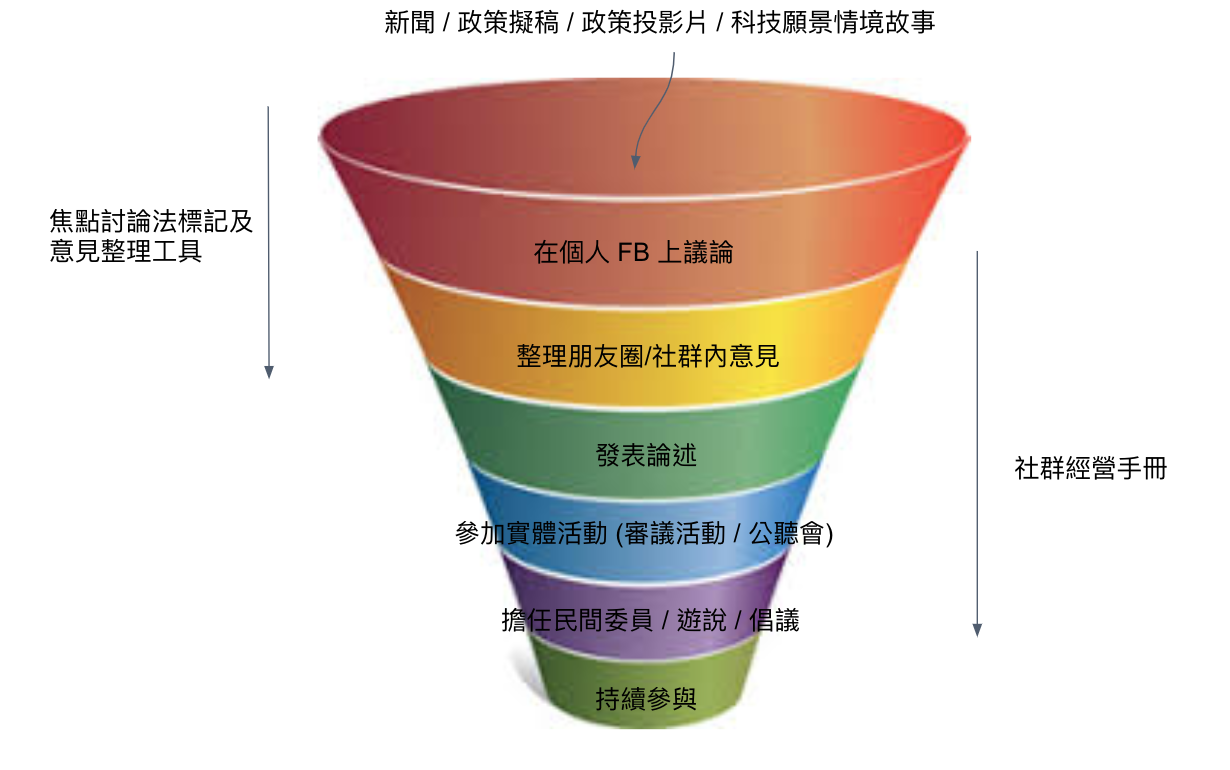 新聞 / 政策擬稿 / 政策投影片 / 科技願景情境故事
焦點討論法標記及
意見整理工具
在個人 FB 上議論
整理朋友圈/社群內意見
發表論述
參加實體活動 (審議活動 / 公聽會)
擔任民間委員 / 遊說 / 倡議
持續參與
社群經營手冊